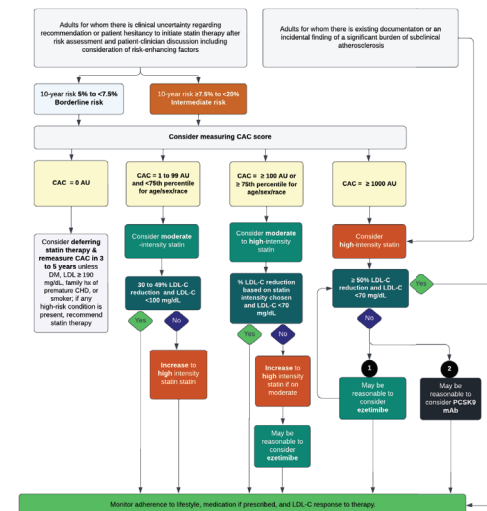 Adults for whom there is clinical uncertainty regarding
recommendation or patient hesitancy to initiate statin therapy after
risk assessment and patient-clinician discussion including
consideration of risk-enhancing factors
Adults for whom there is existing documentation or an
incidental finding of a significant burden of subclinical
atherosclerosis
10-year risk 5% to <7.5%
Borderline risk
10-year risk ≥7.5% to <20%
Intermediate risk
Consider measuring CAC score
CAC = 0 AU
CAC = 1 to 99 AU
and <75th percentile
for age/sex/race
CAC = ≥ 100 AU or
≥ 75th percentile for
age/sex/race
CAC = ≥ 1000 AU
Consider deferring
statin therapy &
remeasure CAC in 3
to 5 years unless
DM, LDL ≥ 190
mg/dL, family hx of
premature CHD, or
smoker; if any
high-risk condition is
present, recommend
statin therapy
Consider moderate
-intensity statin
Consider moderate
to high-intensity
statin
Consider
high-intensity statin
30 to 49% LDL-C
reduction and LDL-C
<100 mg/dL
% LDL-C reduction
based on statin
intensity chosen
and LDL-C <70
mg/dL
≥ 50% LDL-C
reduction and LDL-C
<70 mg/dL
Yes
Yes
No
Yes
No
No
Increase to
high intensity
statin statin
Increase to
high intensity
statin if on
moderate
1
2
May be
reasonable to
consider
ezetimibe
May be
reasonable to
consider PCSK9
mAb
May be
reasonable to
consider
ezetimibe
Monitor adherence to lifestyle, medication if prescribed, and LDL-C response to therapy.